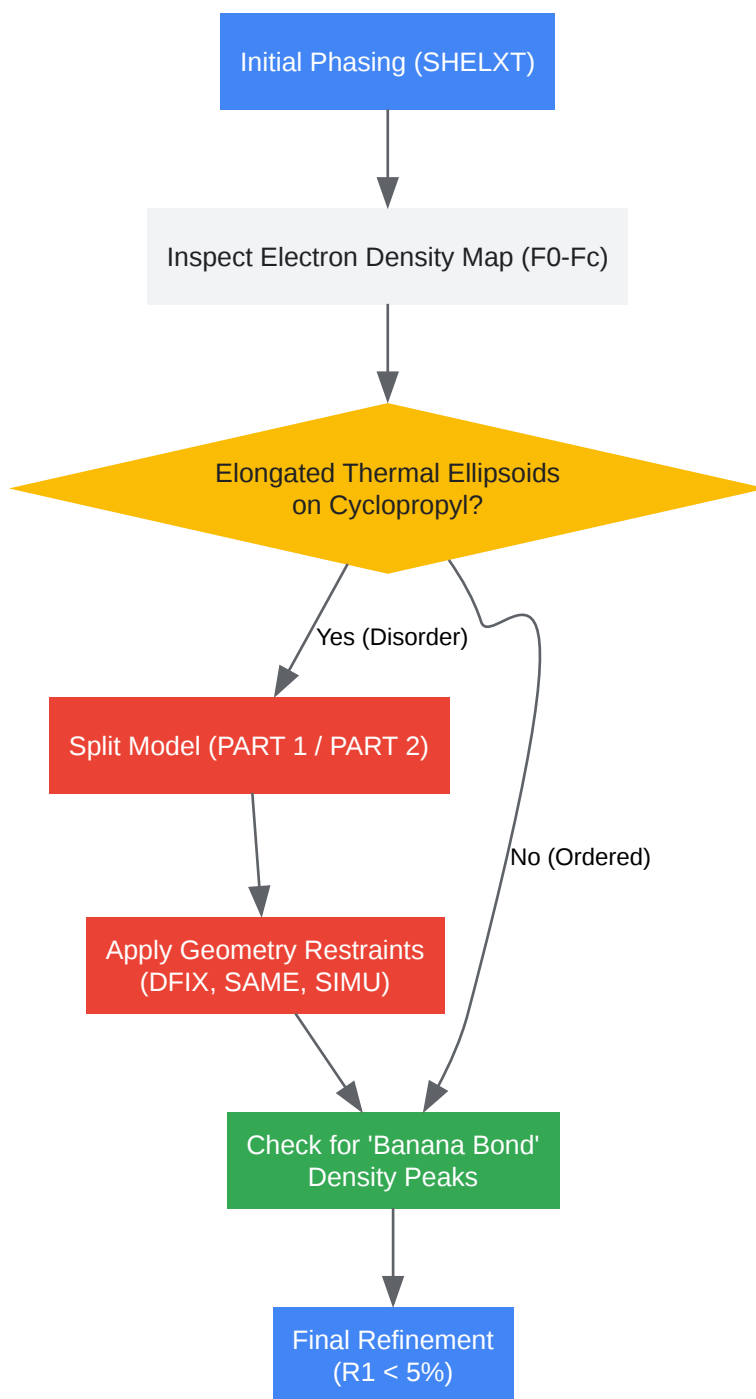 Initial Phasing (SHELXT)
Inspect Electron Density Map (F0-Fc)
Elongated Thermal Ellipsoids
on Cyclopropyl?
Yes (Disorder)
Split Model (PART 1 / PART 2)
No (Ordered)
Apply Geometry Restraints
(DFIX, SAME, SIMU)
Check for 'Banana Bond'
Density Peaks
Final Refinement
(R1 < 5%)